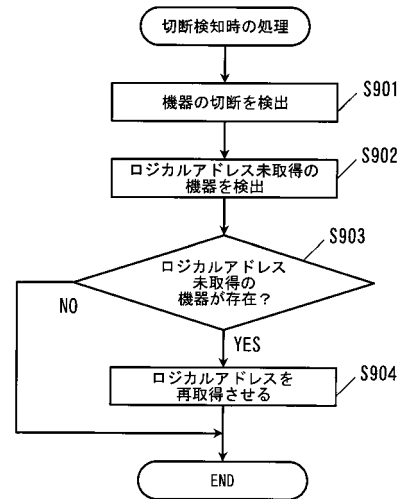 切断検知時の処理
S901
機器の切断を検出
S902
ロジカルアドレス未取得の
機器を検出
S903
ロジカルアドレス
未取得の
機器が存在？
NO
YES
S904
ロジカルアドレスを
再取得させる
END